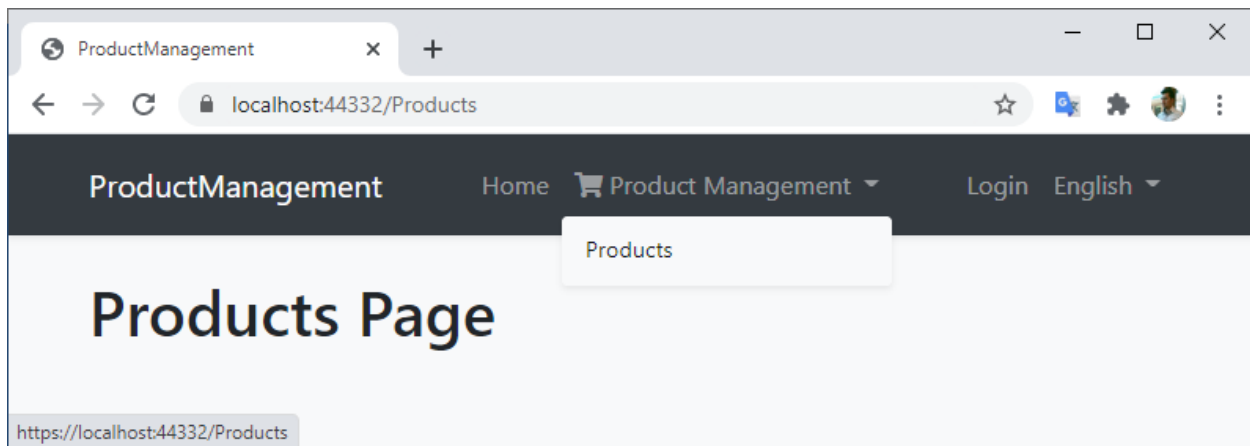 ProductManagement
localhost:44332/Products
ProductManagement Home Product Management Login English
Products
Products Page
https://localhost:44332/Products